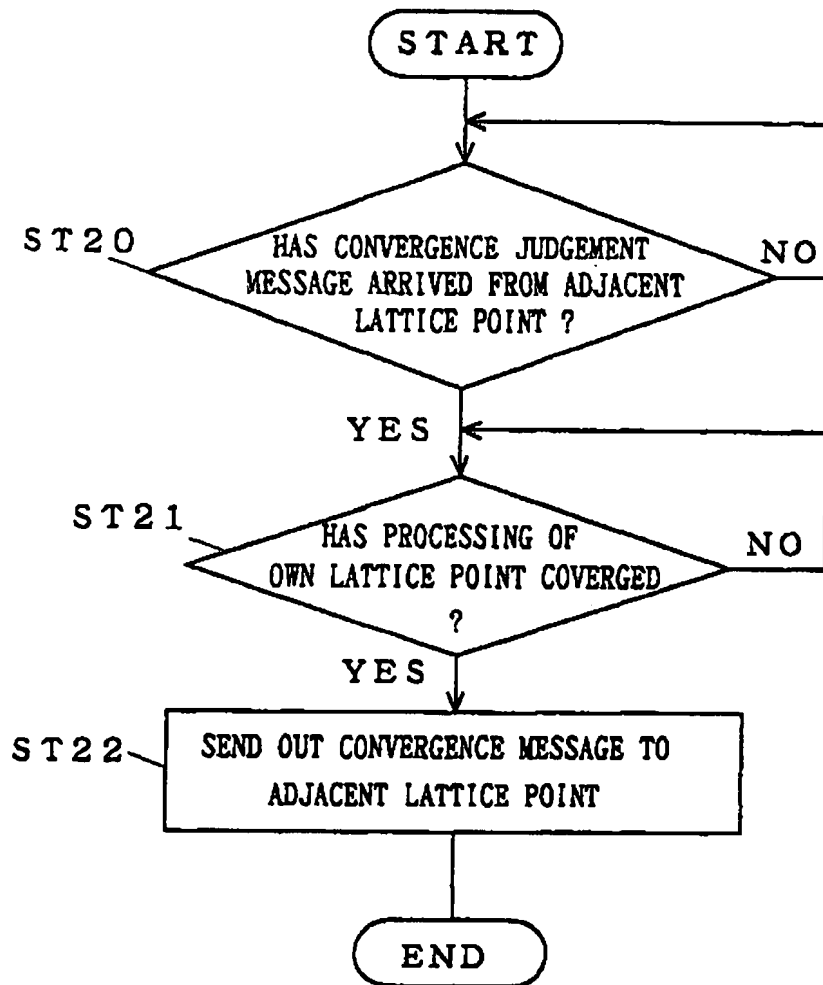 START
ST20
HAS CONVERGENCE JUDGEMENT
MESSAGE ARRIVED FROM ADJACENT
LATTICE POINT ?
NO
YES
ST21
HAS PROCESSING OF
OWN LATTICE POINT COVERGED
?
NO
YES
ST22
SEND OUT CONVERGENCE MESSAGE TO
ADJACENT LATTICE POINT
END